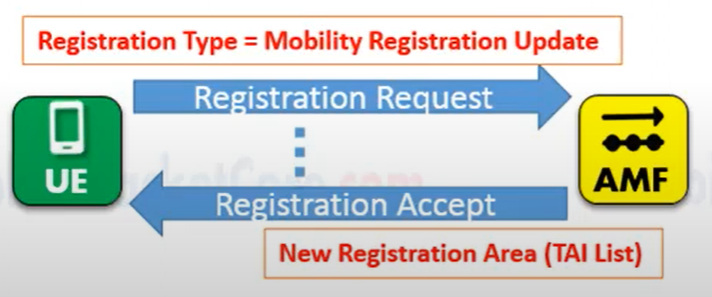 Registration Type = Mobility Registration Update
Registration Request
UE
AMF
Registration Accept
New Registration Area (TAI List)